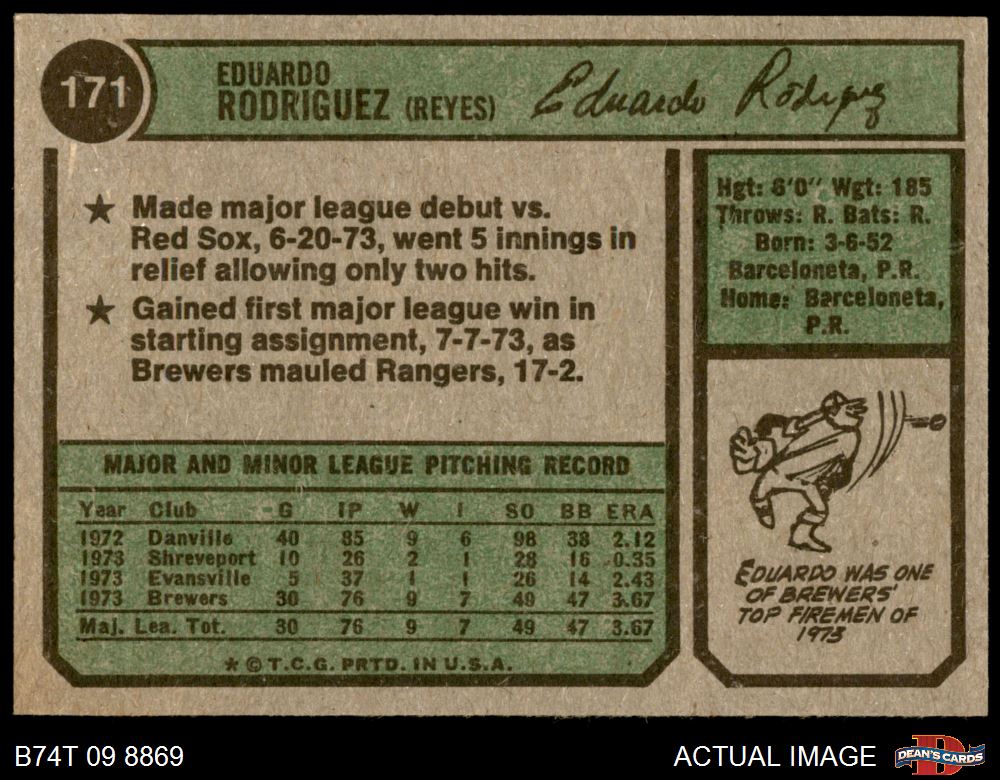 171
EDUARDO
RODRIGUEZ (REYES)
Eduardo Rodriguez
★ Made major league debut vs.
Red Sox, 6-20-73, went 5 innings in
relief allowing only two hits.
★ Gained first major league win in
starting assignment, 7-7-73, as
Brewers mauled Rangers, 17-2.
Hgt: 6'0" Wgt: 185
Throws: R. Bats: R.
Born: 3-6-52
Barceloneta, P.R.
Home: Barceloneta,
P.R.
MAJOR AND MINOR LEAGUE PITCHING RECORD
Year Club G IP W L SO BB ERA
1972 Danville 40 85 9 6 98 38 2.12
1973 Shreveport 10 26 2 1 28 16 0.35
1973 Evansville 5 37 1 1 26 14 2.43
1973 Brewers 30 76 9 7 49 47 3.67
Maj. Lea. Tot. 30 76 9 7 49 47 3.67
★ © T.C.G. PRTD. IN U.S.A.
EDUARDO WAS ONE
OF BREWERS'
TOP FIREMEN OF
1973
B74T 09 8869
ACTUAL IMAGE
D
DEAN'S CARDS